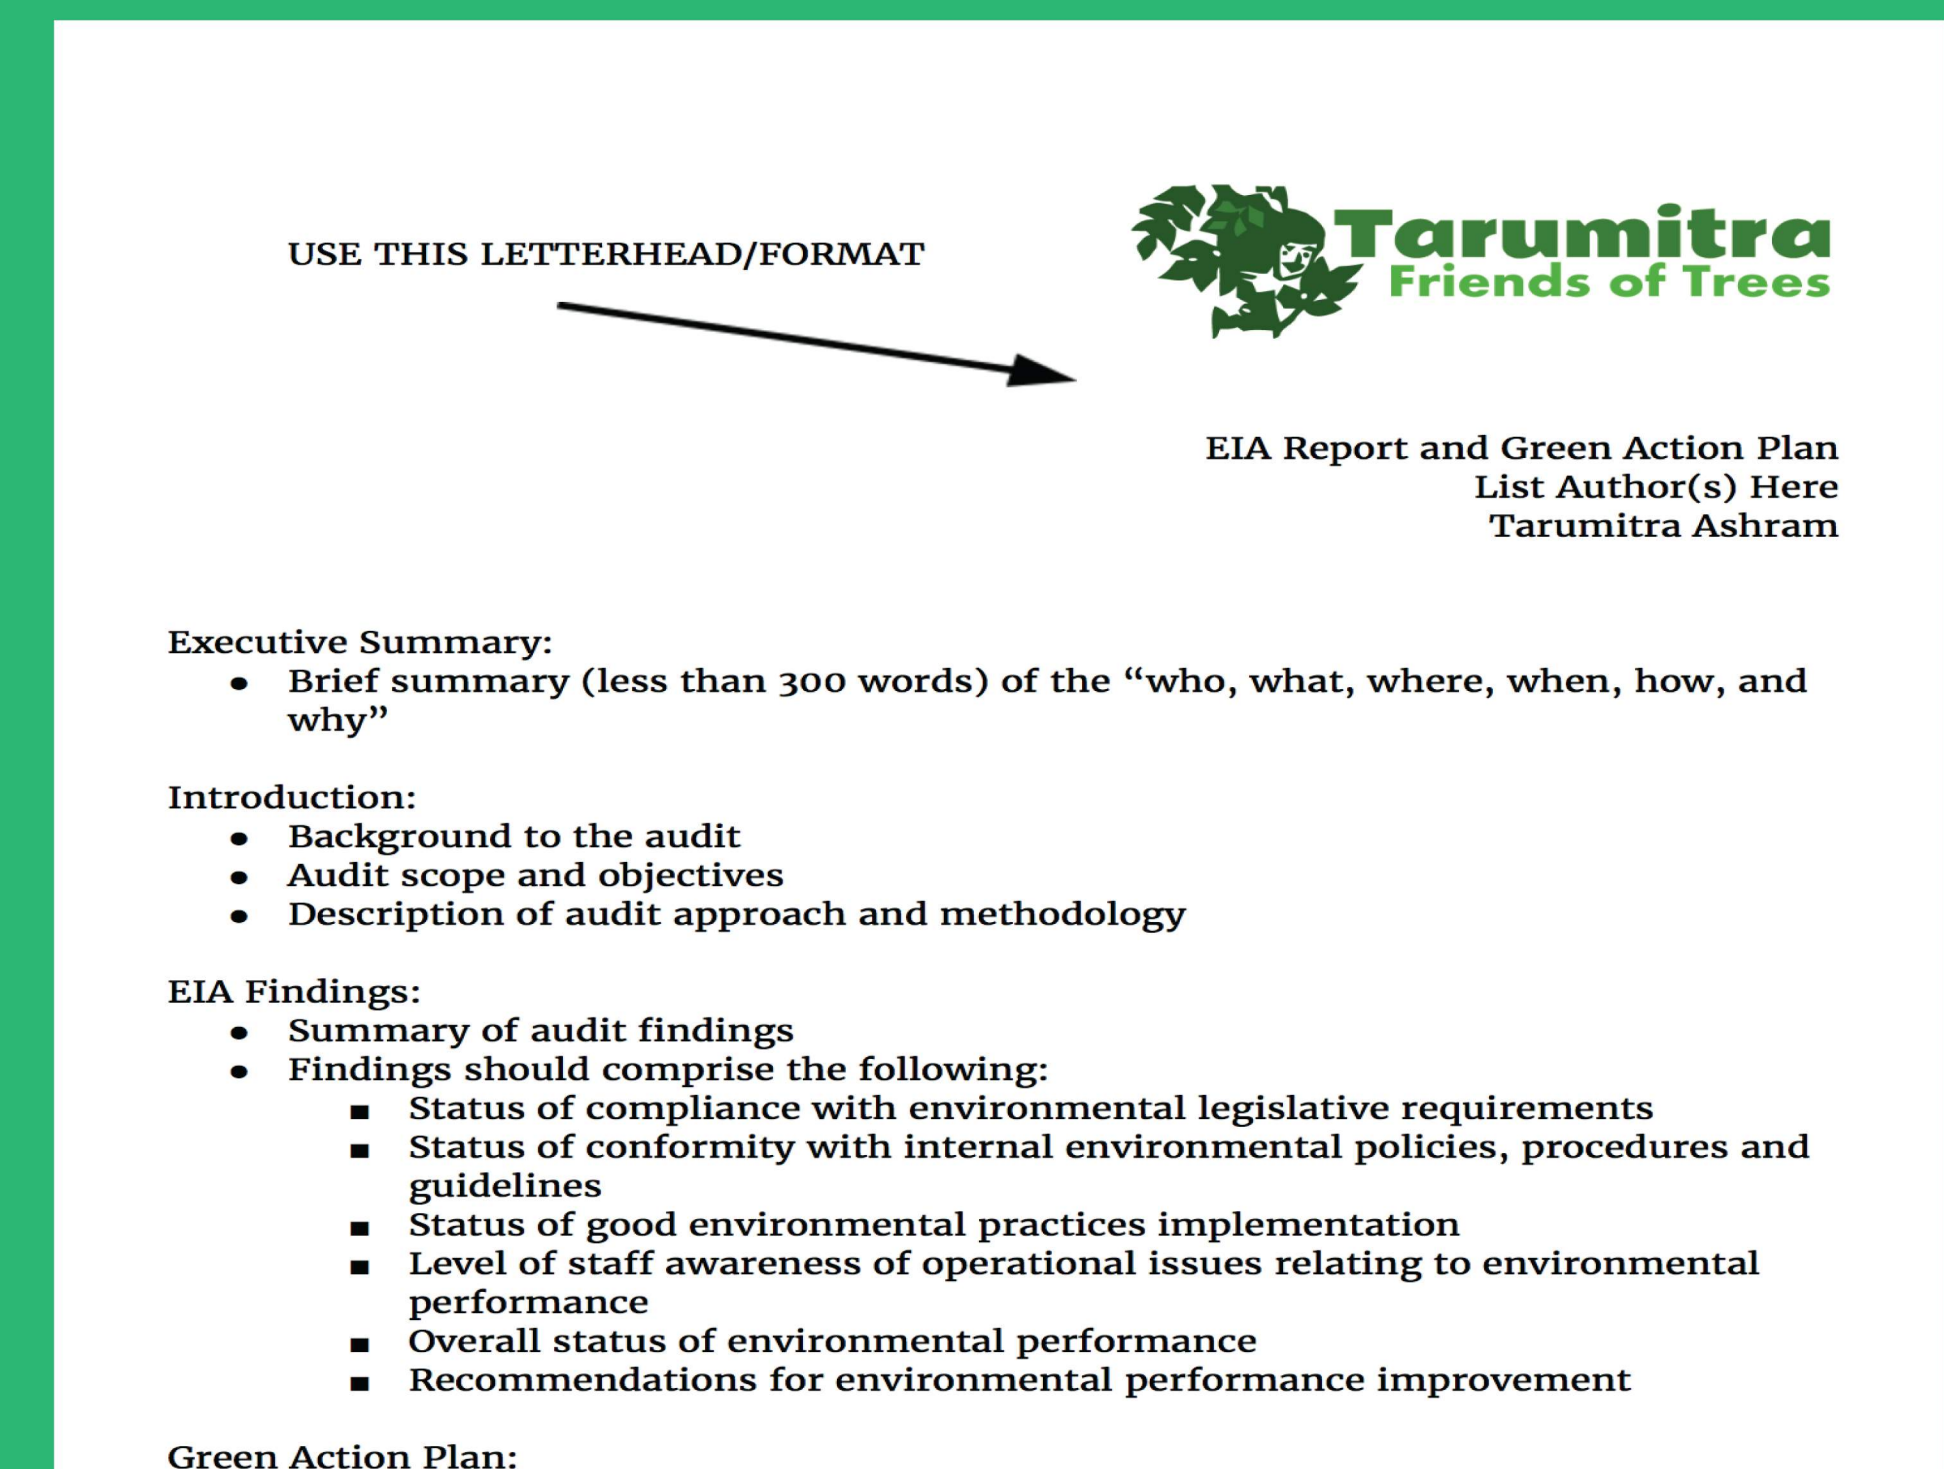 USE THIS LETTERHEAD/FORMAT
Tarumitra
Friends of Trees
EIA Report and Green Action Plan
List Author(s) Here
Tarumitra Ashram
Executive Summary:
● Brief summary (less than 300 words) of the “who, what, where, when, how, and
why”
Introduction:
● Background to the audit
● Audit scope and objectives
● Description of audit approach and methodology
EIA Findings:
● Summary of audit findings
● Findings should comprise the following:
■ Status of compliance with environmental legislative requirements
■ Status of conformity with internal environmental policies, procedures and
guidelines
■ Status of good environmental practices implementation
■ Level of staff awareness of operational issues relating to environmental
performance
■ Overall status of environmental performance
■ Recommendations for environmental performance improvement
Green Action Plan: